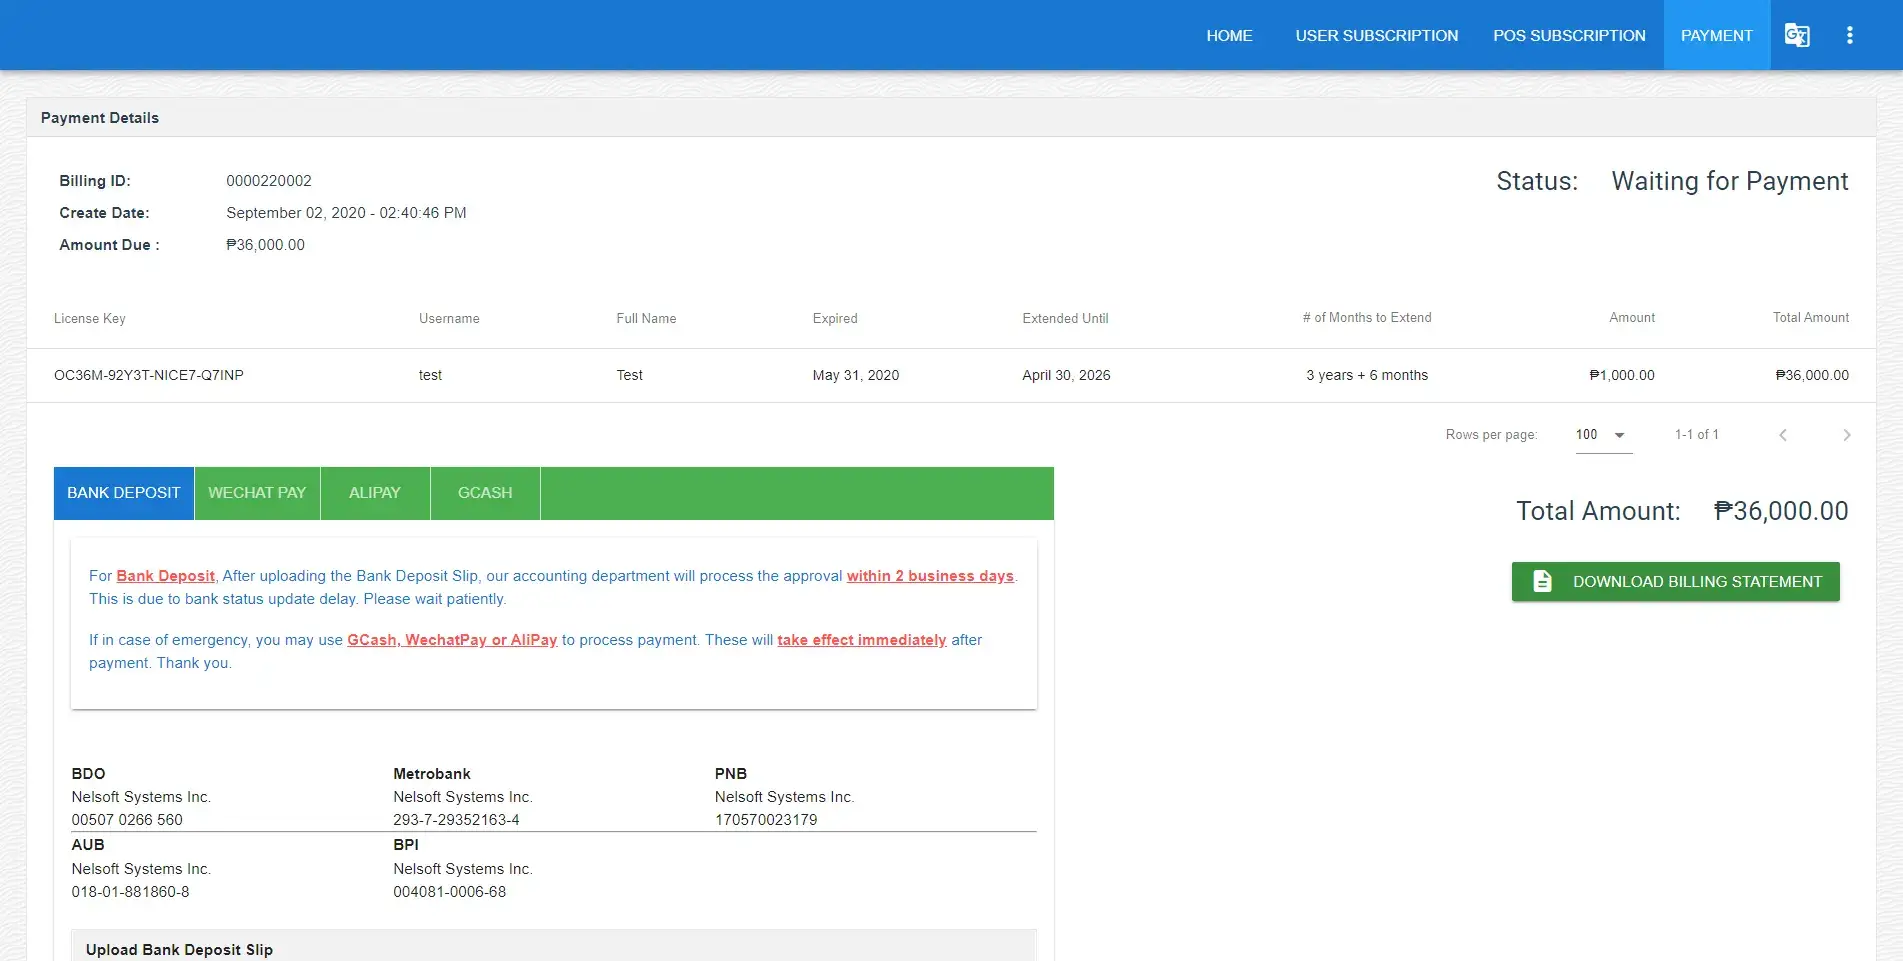 HOME USER SUBSCRIPTION POS SUBSCRIPTION PAYMENT
Payment Details
Billing ID: 0000220002
Status: Waiting for Payment
Create Date: September 02, 2020 - 02:40:46 PM
Amount Due : ₱36,000.00
License Key Username Full Name Expired Extended Until # of Months to Extend Amount Total Amount
OC36M-92Y3T-NICE7-Q7INP test Test May 31, 2020 April 30, 2026 3 years + 6 months ₱1,000.00 ₱36,000.00
Rows per page: 100 1-1 of 1
BANK DEPOSIT WECHAT PAY ALIPAY GCASH
Total Amount: ₱36,000.00
DOWNLOAD BILLING STATEMENT
For Bank Deposit, After uploading the Bank Deposit Slip, our accounting department will process the approval within 2 business days.
This is due to bank status update delay. Please wait patiently.
If in case of emergency, you may use GCash, WechatPay or AliPay to process payment. These will take effect immediately after
payment. Thank you.
BDO Metrobank PNB
Nelsoft Systems Inc. Nelsoft Systems Inc. Nelsoft Systems Inc.
00507 0266 560 293-7-29352163-4 170570023179
AUB BPI
Nelsoft Systems Inc. Nelsoft Systems Inc.
018-01-881860-8 004081-0006-68
Upload Bank Deposit Slip